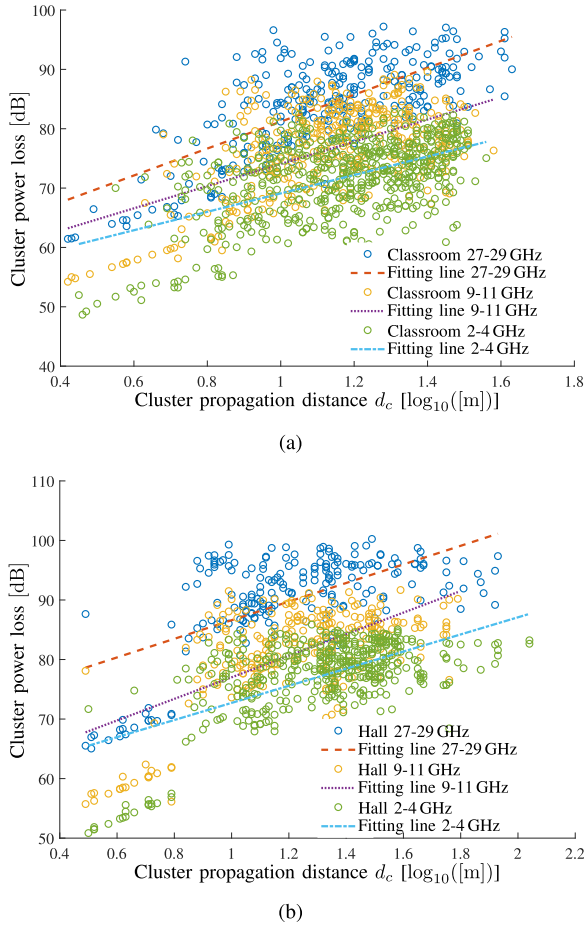 100
90
80
70
60
50
40
Cluster power loss [dB]
Classroom 27-29 GHz
Fitting line 27-29 GHz
Classroom 9-11 GHz
Fitting line 9-11 GHz
Classroom 2-4 GHz
Fitting line 2-4 GHz
0.4 0.6 0.8 1 1.2 1.4 1.6 1.8
Cluster propagation distance d_c [log10([m])]
(a)
110
100
90
80
70
60
50
Cluster power loss [dB]
Hall 27-29 GHz
Fitting line 27-29 GHz
Hall 9-11 GHz
Fitting line 9-11 GHz
Hall 2-4 GHz
Fitting line 2-4 GHz
0.4 0.6 0.8 1 1.2 1.4 1.6 1.8 2 2.2
Cluster propagation distance d_c [log10([m])]
(b)